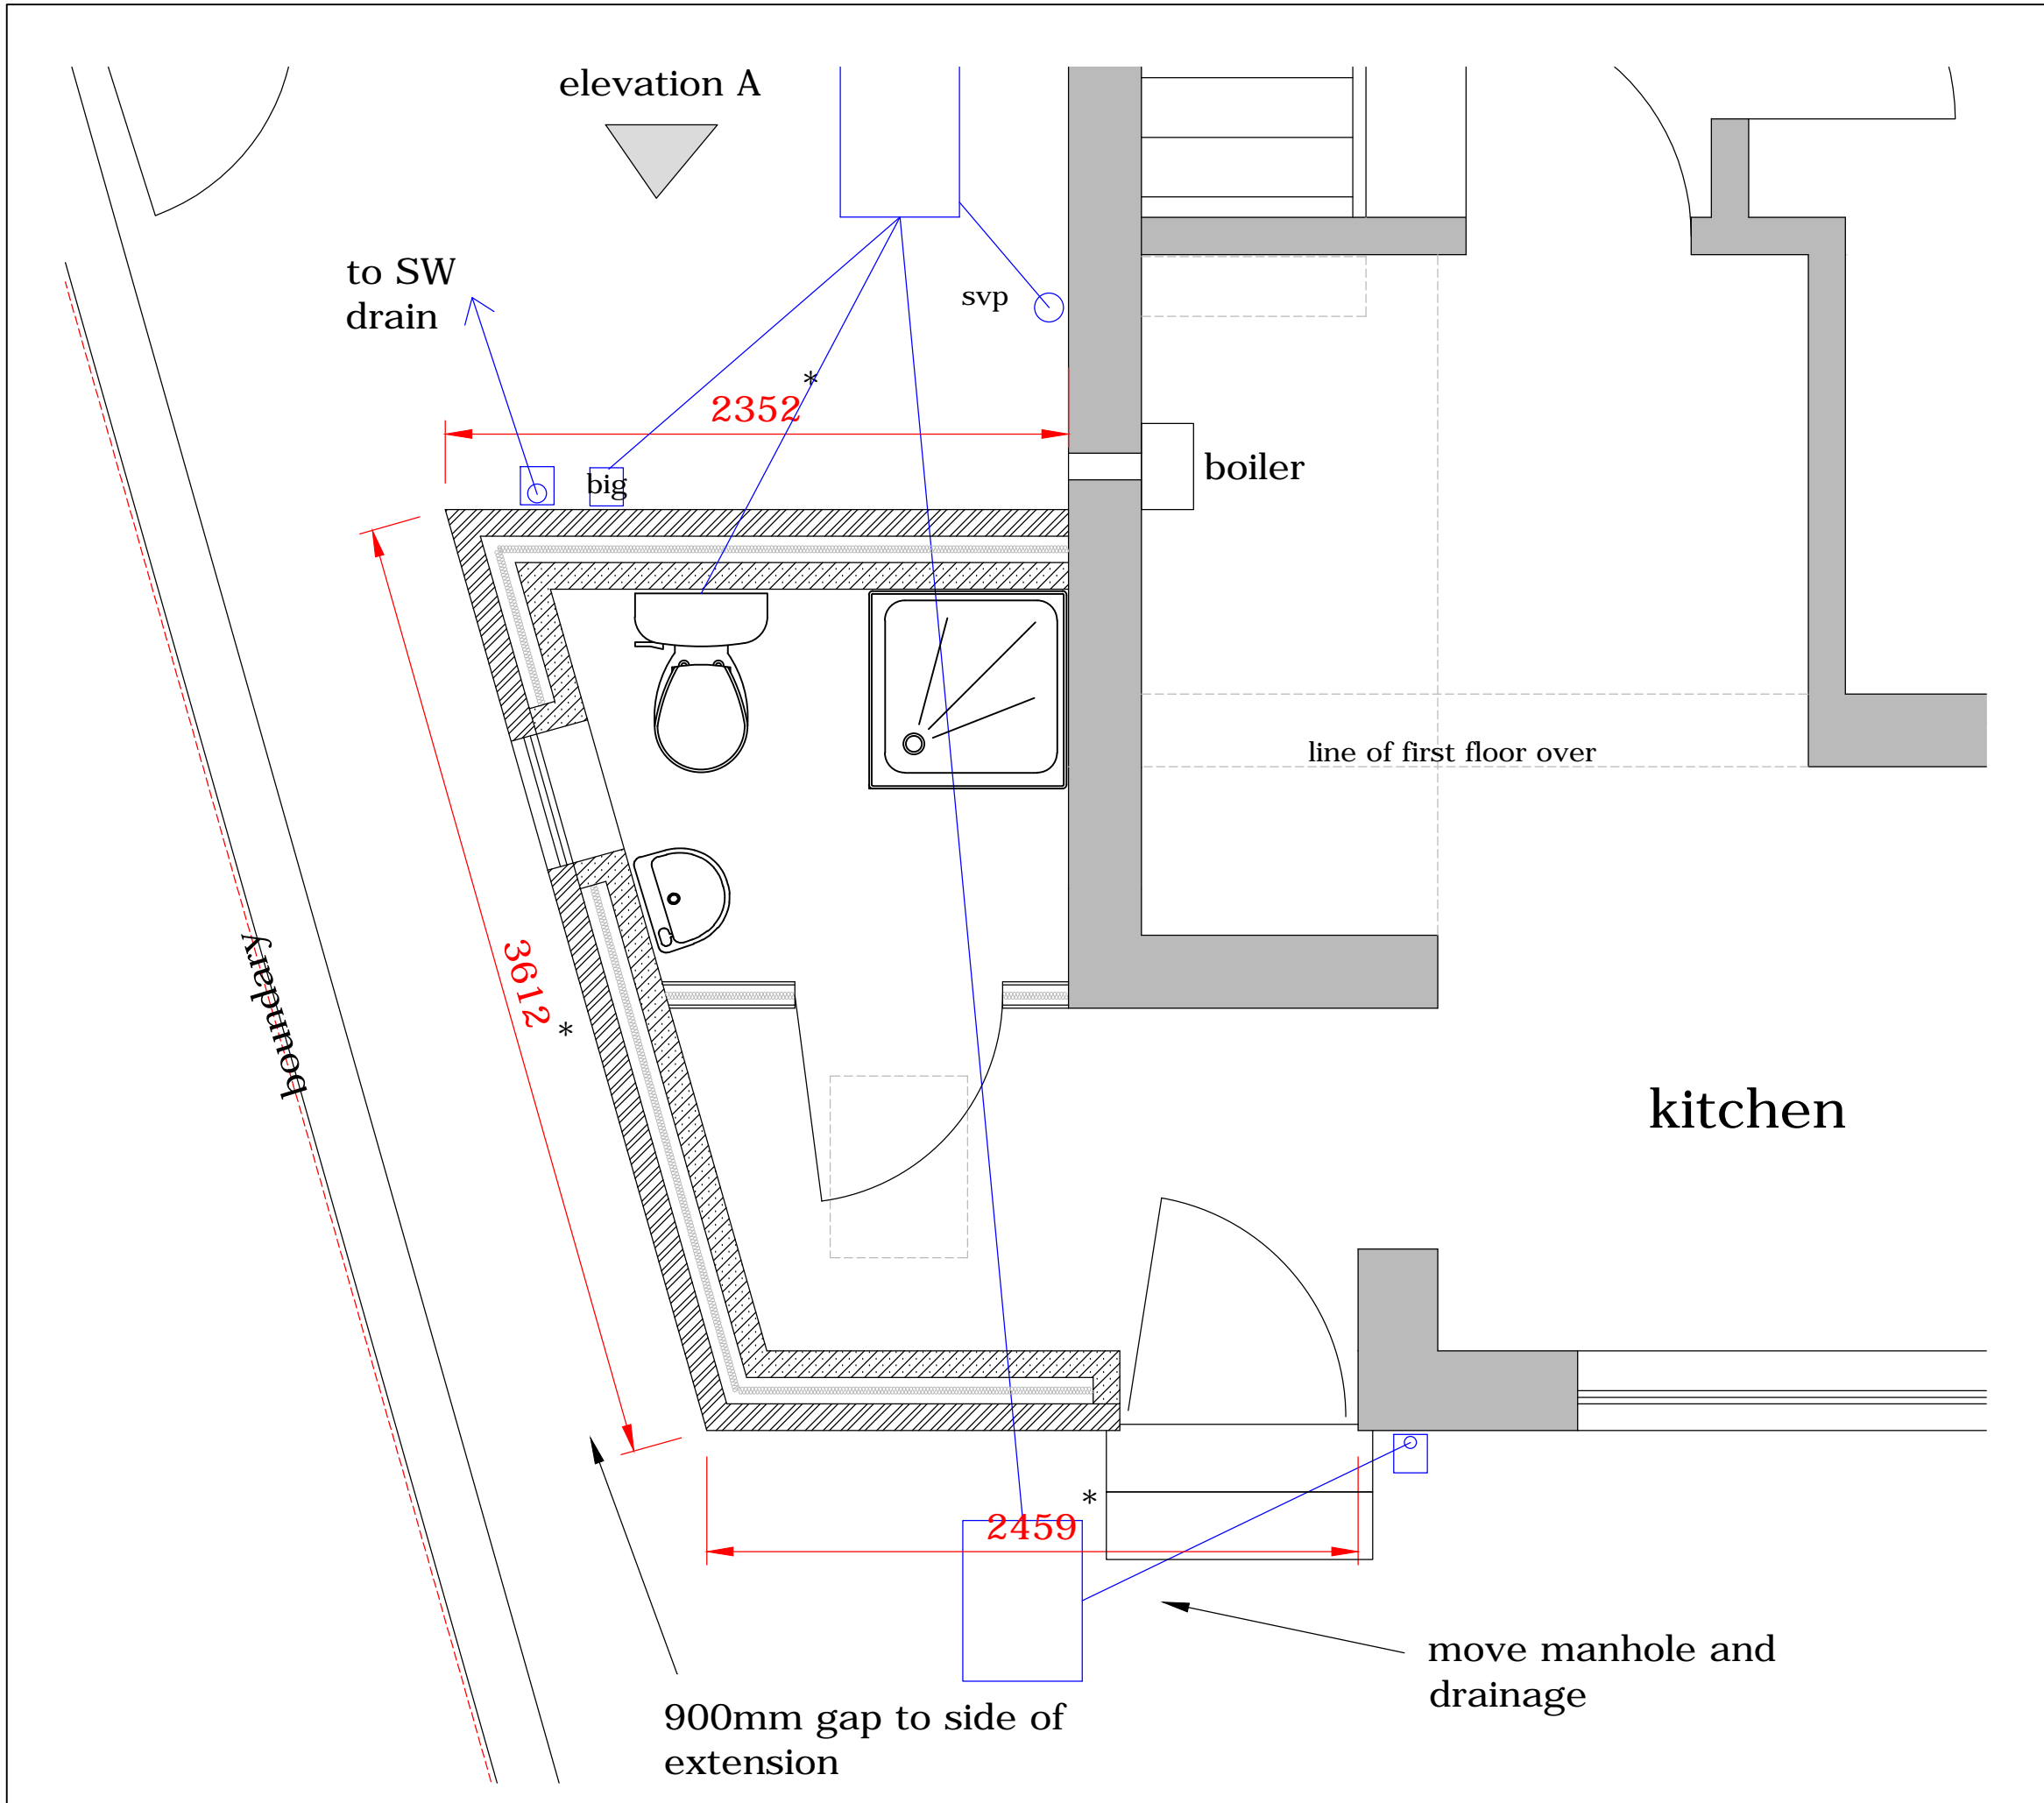 elevation A
to SW
drain
svp
*
2352
big
boiler
line of first floor over
boundary
3612
*
kitchen
*
2459
move manhole and
drainage
900mm gap to side of
extension